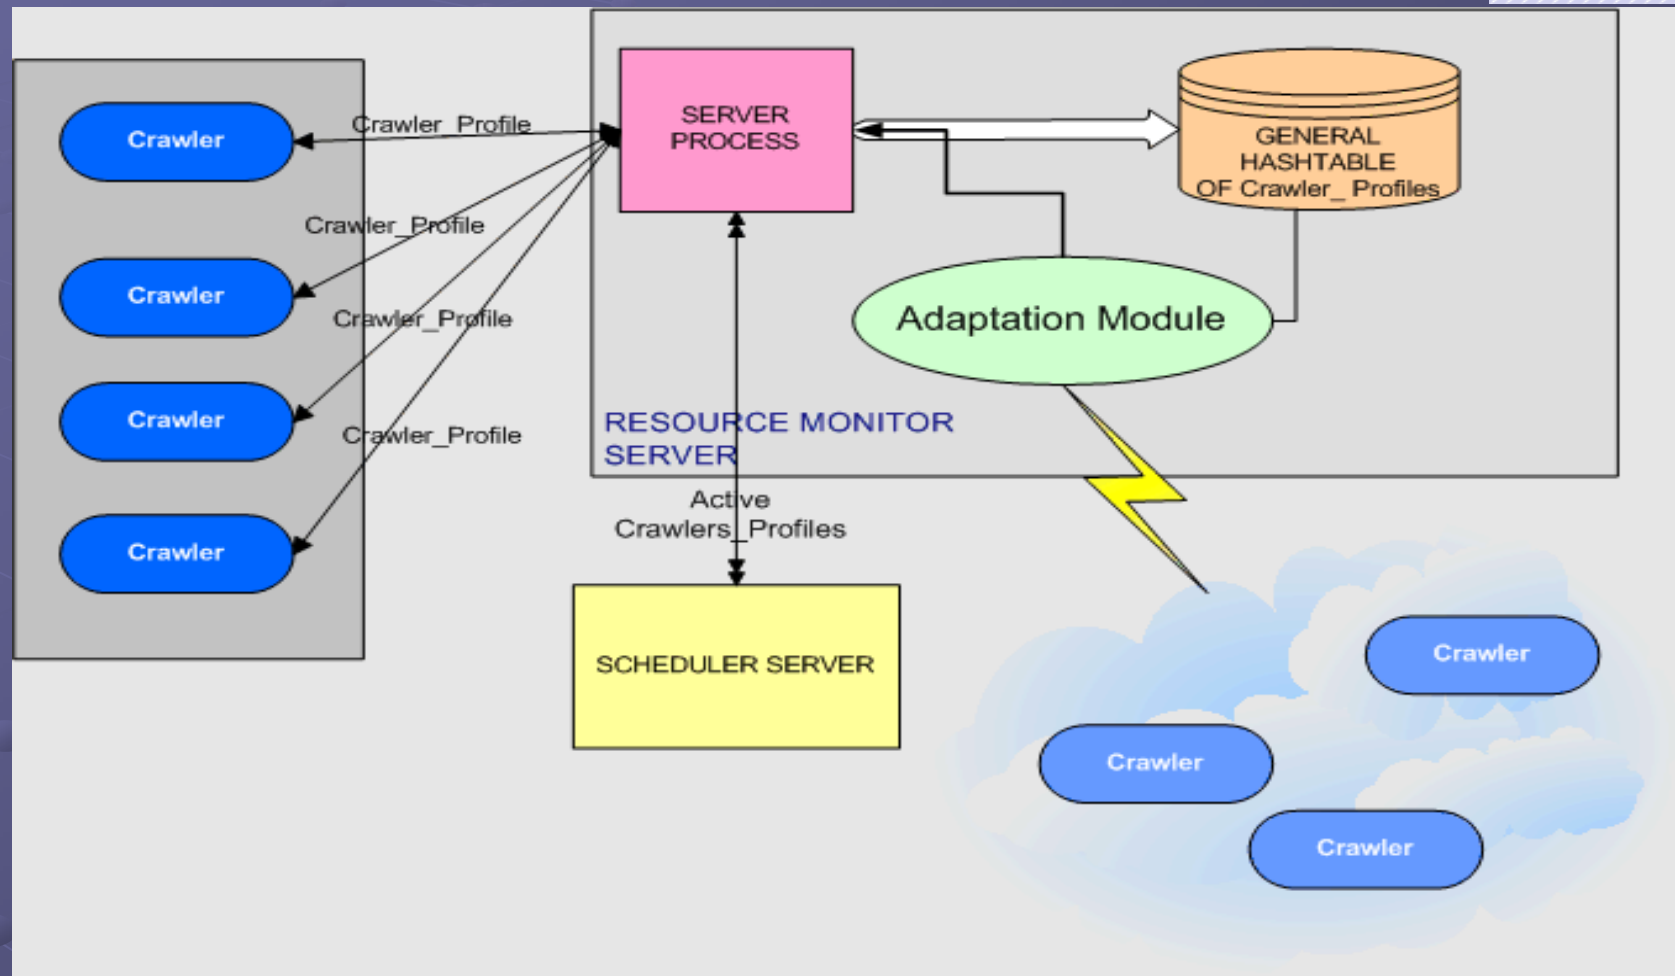 Crawler
Crawler
Crawler
Crawler
Crawler_Profile
Crawler_Profile
Crawler_Profile
Crawler_Profile
SERVER
PROCESS
GENERAL
HASHTABLE
OF Crawler_ Profiles
Adaptation Module
RESOURCE MONITOR
SERVER
Active
Crawlers_Profiles
SCHEDULER SERVER
Crawler
Crawler
Crawler